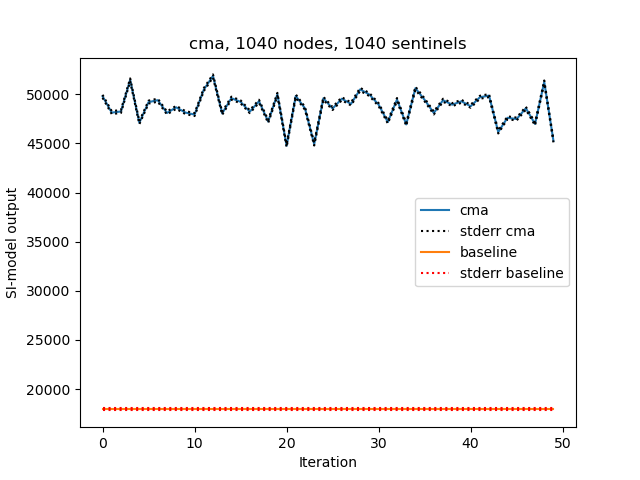 cma, 1040 nodes, 1040 sentinels
SI-model output
50000
45000
40000
35000
30000
25000
20000
cma
stderr cma
baseline
stderr baseline
0 10 20 30 40 50
Iteration